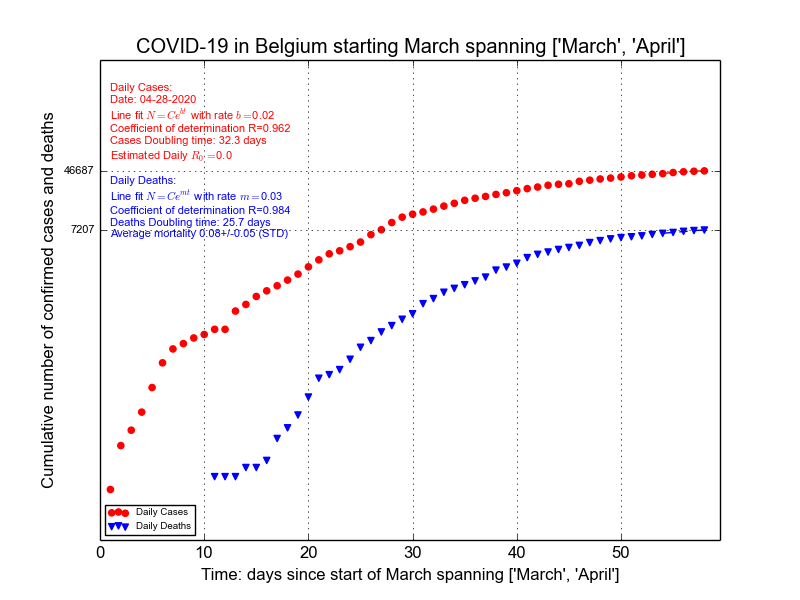 COVID-19 in Belgium starting March spanning ['March', 'April']
Daily Cases:
Date: 04-28-2020
Line fit N = Ce^{bt} with rate b = 0.02
Coefficient of determination R=0.962
Cases Doubling time: 32.3 days
Estimated Daily R_0 = 0.0
Daily Deaths:
Line fit N = Ce^{mt} with rate m = 0.03
Coefficient of determination R=0.984
Deaths Doubling time: 25.7 days
Average mortality 0.08+/-0.05 (STD)
46687
7207
Cumulative number of confirmed cases and deaths
Daily Cases
Daily Deaths
0 10 20 30 40 50
Time: days since start of March spanning ['March', 'April']